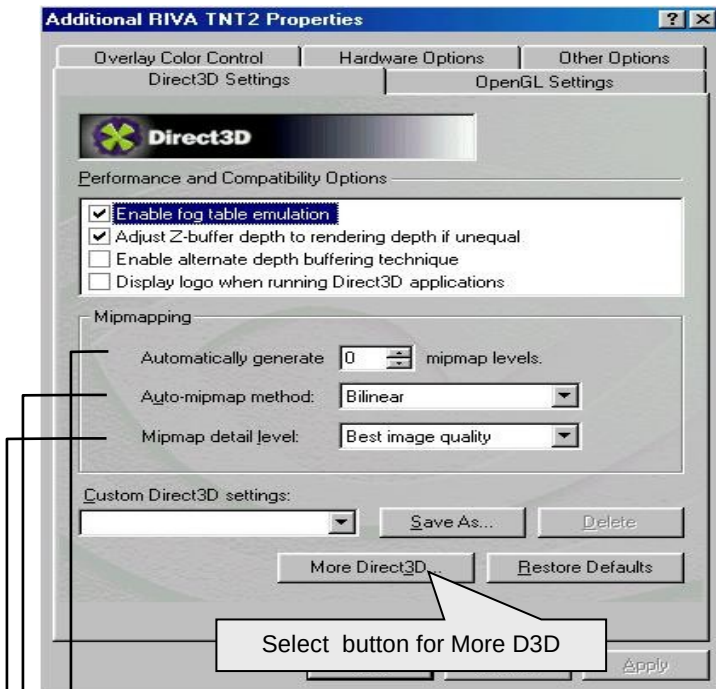 Additional RIVA TNT2 Properties
Overlay Color Control Hardware Options Other Options
Direct3D Settings OpenGL Settings
Direct3D
Performance and Compatibility Options
Enable fog table emulation
Adjust Z-buffer depth to rendering depth if unequal
Enable alternate depth buffering technique
Display logo when running Direct3D applications
Mipmapping
Automatically generate 0 mipmap levels.
Auto-mipmap method: Bilinear
Mipmap detail level: Best image quality
Custom Direct3D settings:
Save As... Delete
More Direct3D... Restore Defaults
Select button for More D3D
Apply